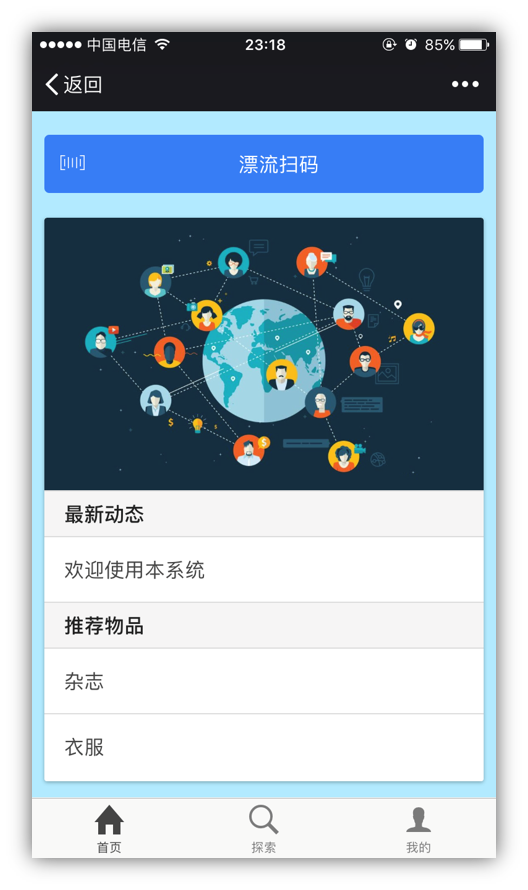 中国电信 23:18 85%
返回
漂流扫码
最新动态
欢迎使用本系统
推荐物品
杂志
衣服
首页 探索 我的